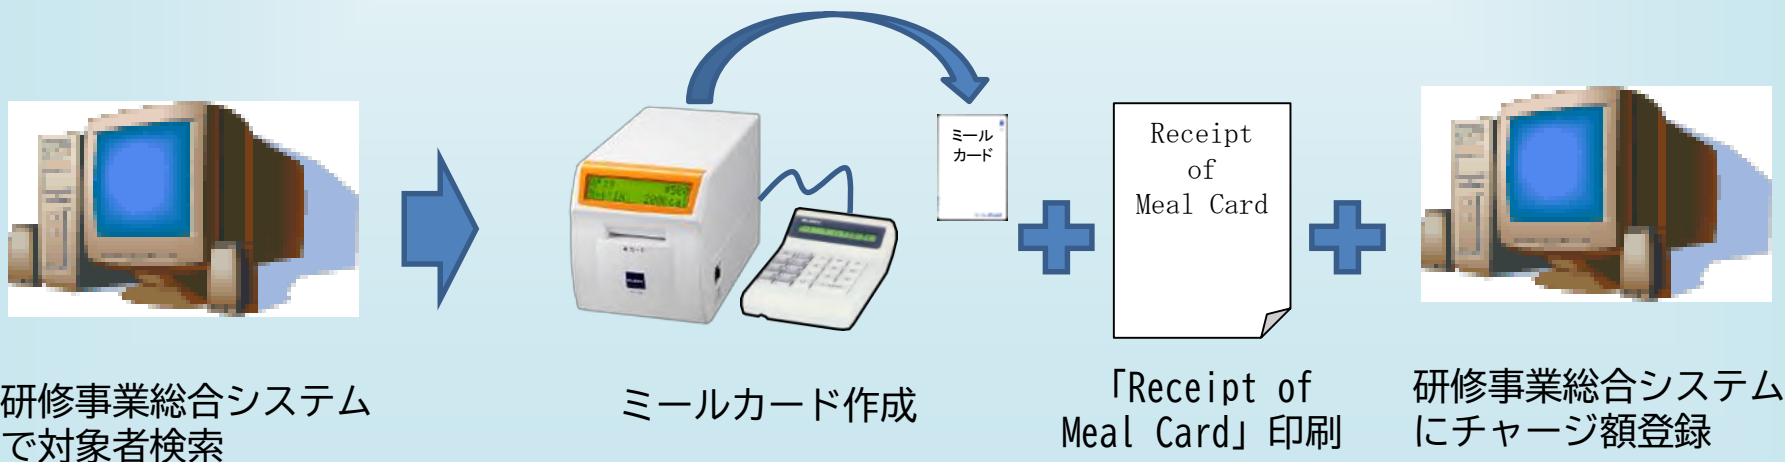 ミール
カード
Receipt
of
Meal Card
研修事業総合システム
で対象者検索
ミールカード作成
「Receipt of
Meal Card」印刷
研修事業総合システム
にチャージ額登録